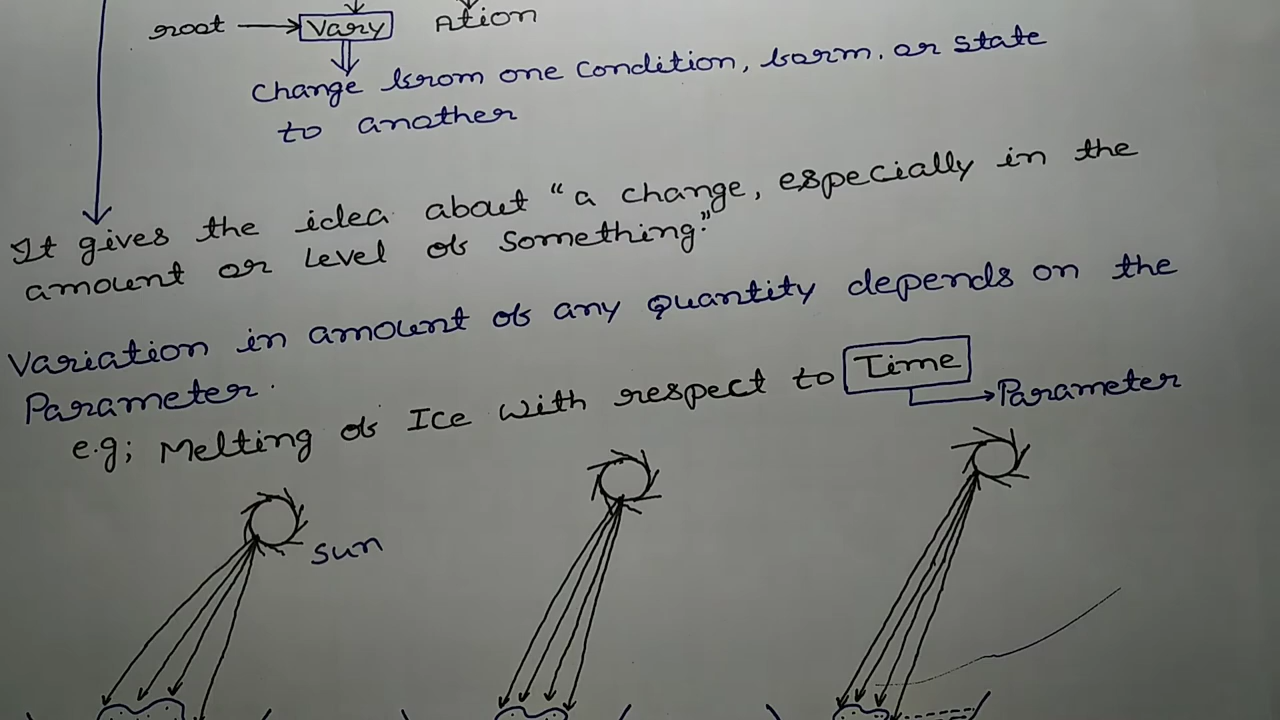 root Vary Ation
Change from one Condition, form, or state
to another
It gives the idea about “a change, especially in the
amount or Level of Something.”
Variation in amount of any quantity depends on the
Parameter.
e.g; Melting of Ice with respect to Time
Parameter
Sun